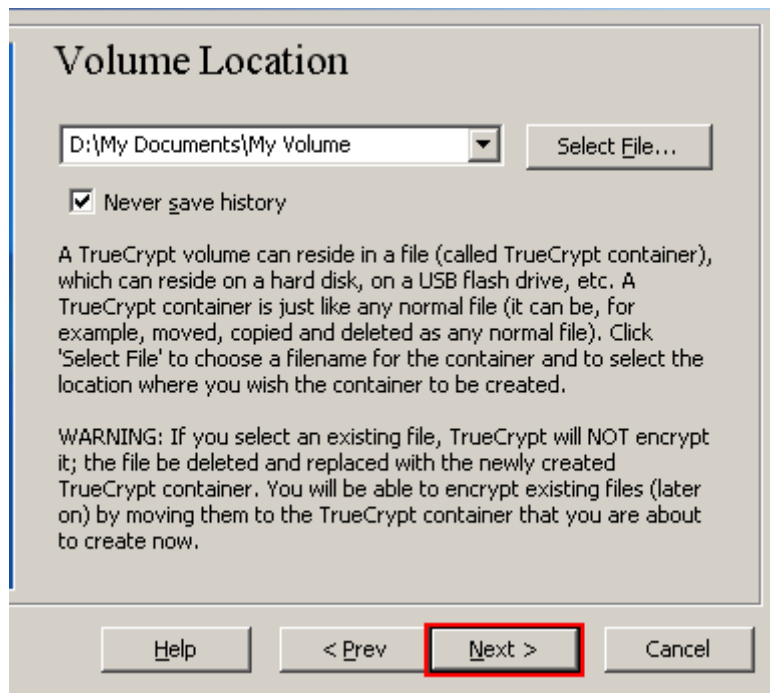 Volume Location
D:\My Documents\My Volume
Select File...
Never save history
A TrueCrypt volume can reside in a file (called TrueCrypt container),
which can reside on a hard disk, on a USB flash drive, etc. A
TrueCrypt container is just like any normal file (it can be, for
example, moved, copied and deleted as any normal file). Click
'Select File' to choose a filename for the container and to select the
location where you wish the container to be created.
WARNING: If you select an existing file, TrueCrypt will NOT encrypt
it; the file be deleted and replaced with the newly created
TrueCrypt container. You will be able to encrypt existing files (later
on) by moving them to the TrueCrypt container that you are about
to create now.
Help
< Prev
Next >
Cancel